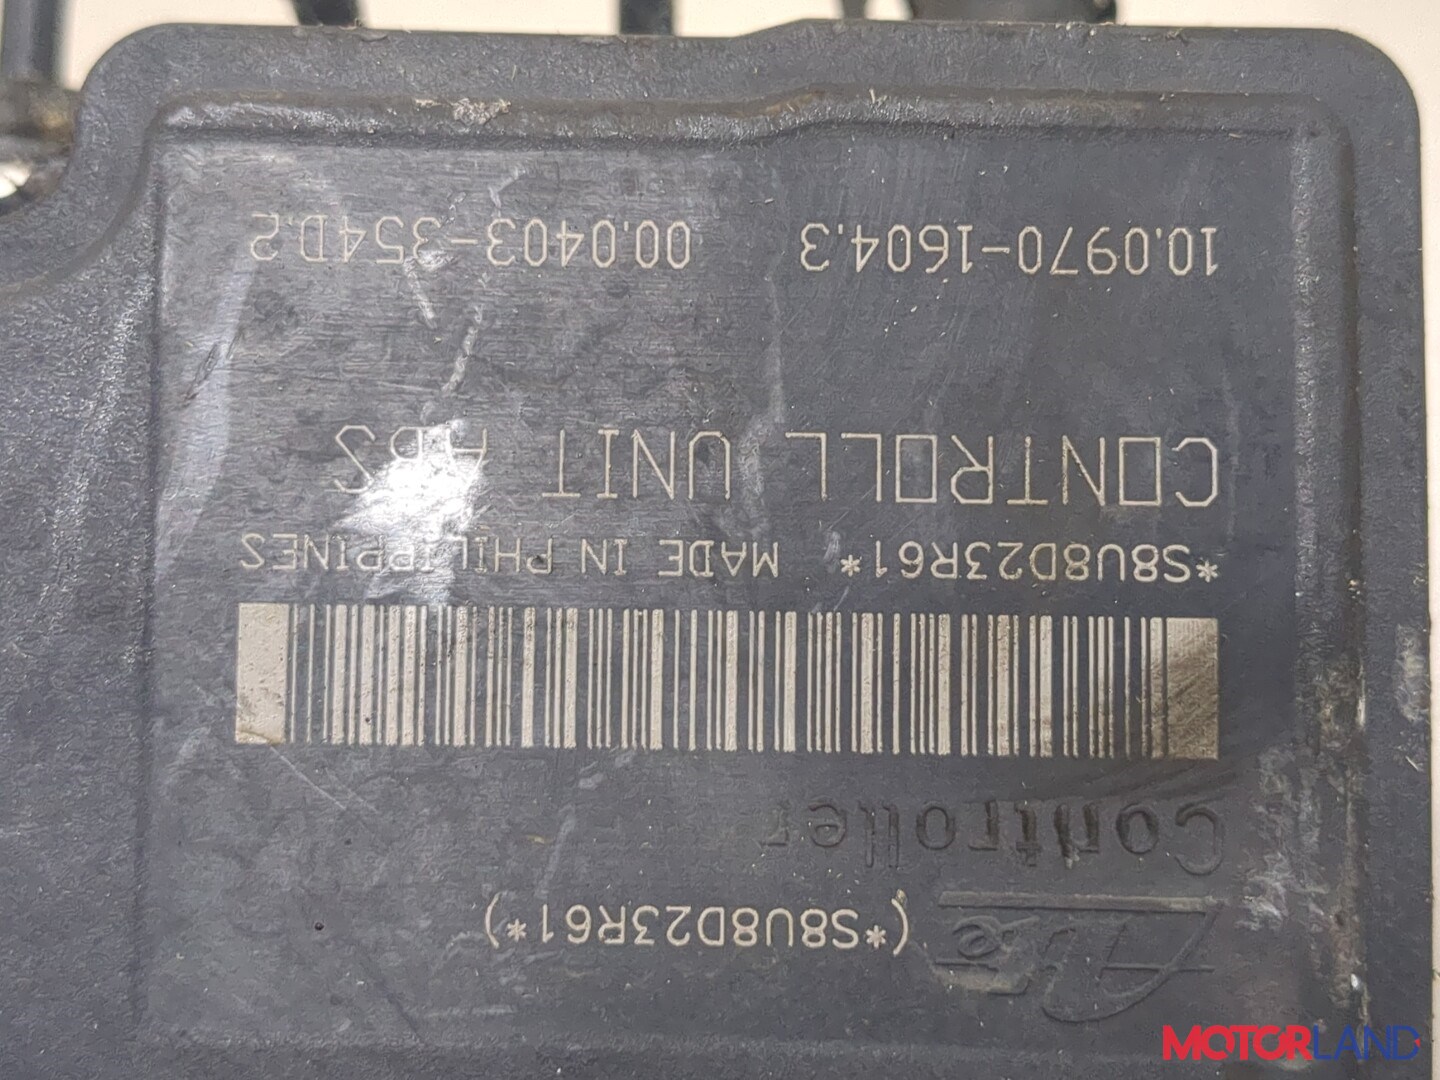 (*S8U8D23R61*)
Ate
Controller
*S8U8D23R61* MADE IN PHILIPPINES
CONTROLL UNIT ABS
10.0970-1604.3 00.0403-354D.2
MOTORLAND